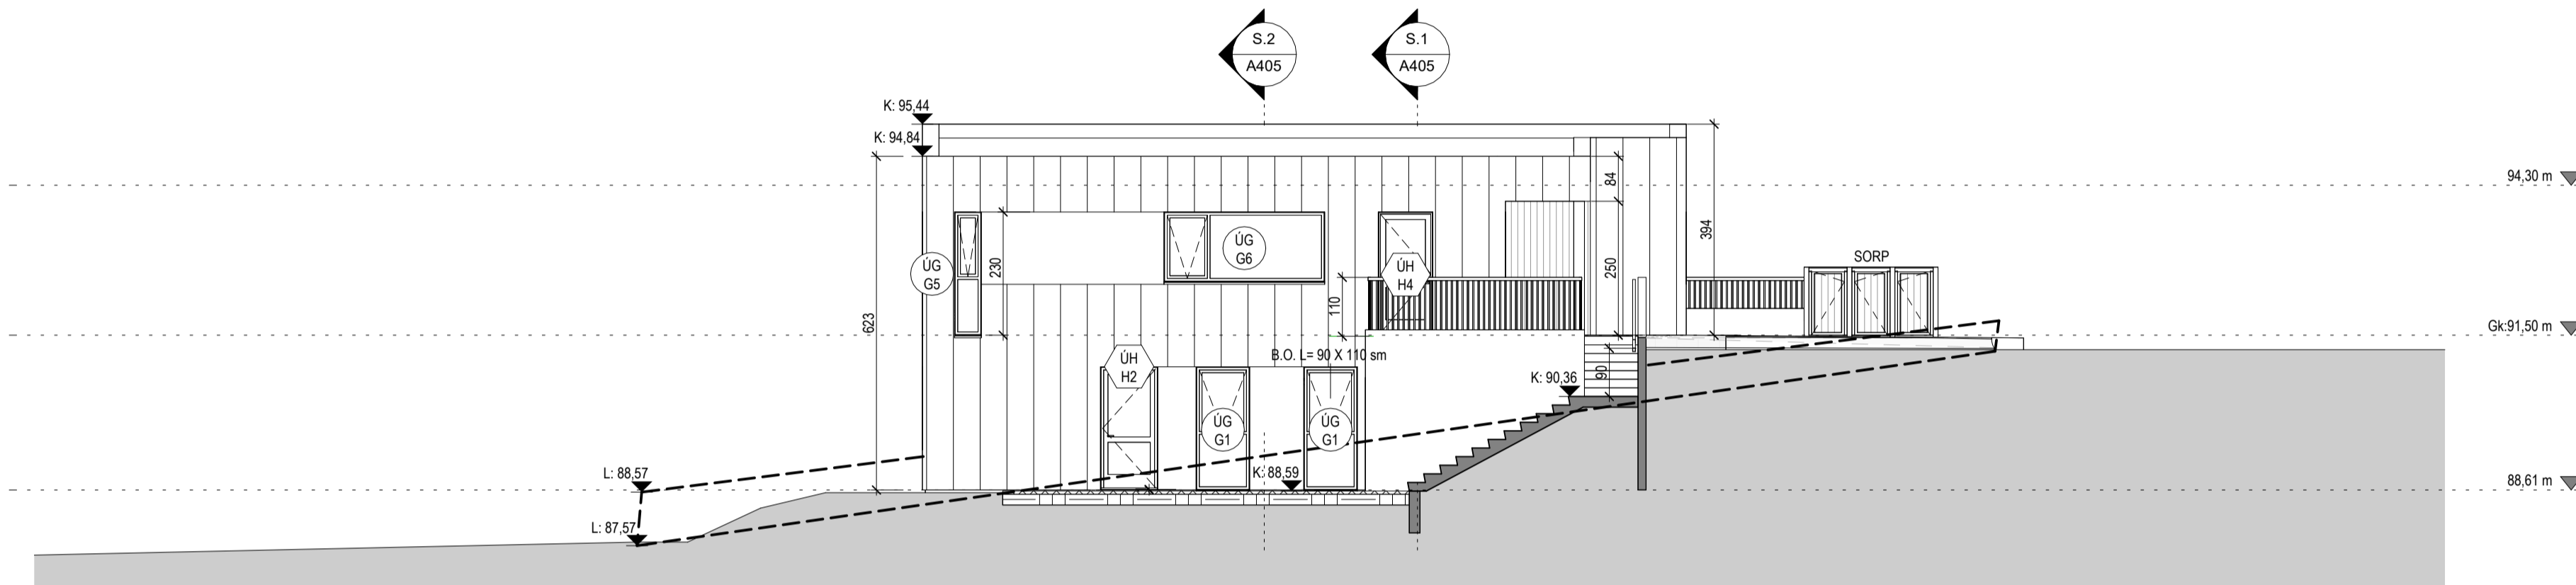 S.2
A405
S.1
A405
K: 95,44
K: 94,84
94,30 m
84
394
SORP
ÚG
G6
ÚG
G5
230
ÚH
H4
250
110
623
Gk:91,50 m
B.O. L= 90 X 110 sm
ÚH
H2
K: 90,36
90
ÚG
G1
ÚG
G1
L: 88,57
K: 88,59
88,61 m
L: 87,57